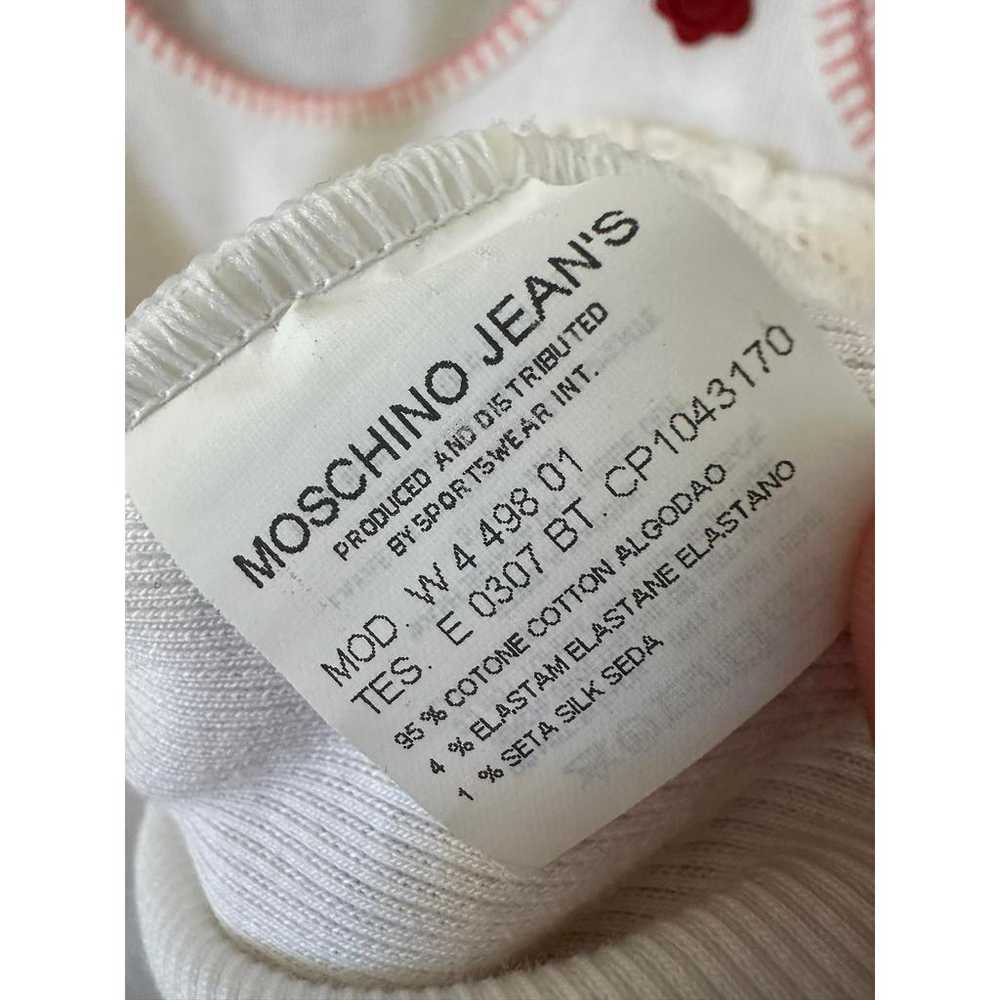 MOSCHINO JEAN'S
PRODUCED AND DISTRIBUTED
BY SPORTSWEAR INT.
MOD. W 4 498 01
TES. E 0307 BT. CP1043170
95 % COTONE COTTON ALGODAO
4 % ELASTAM ELASTANE ELASTANO
1 % SETA SILK SEDA